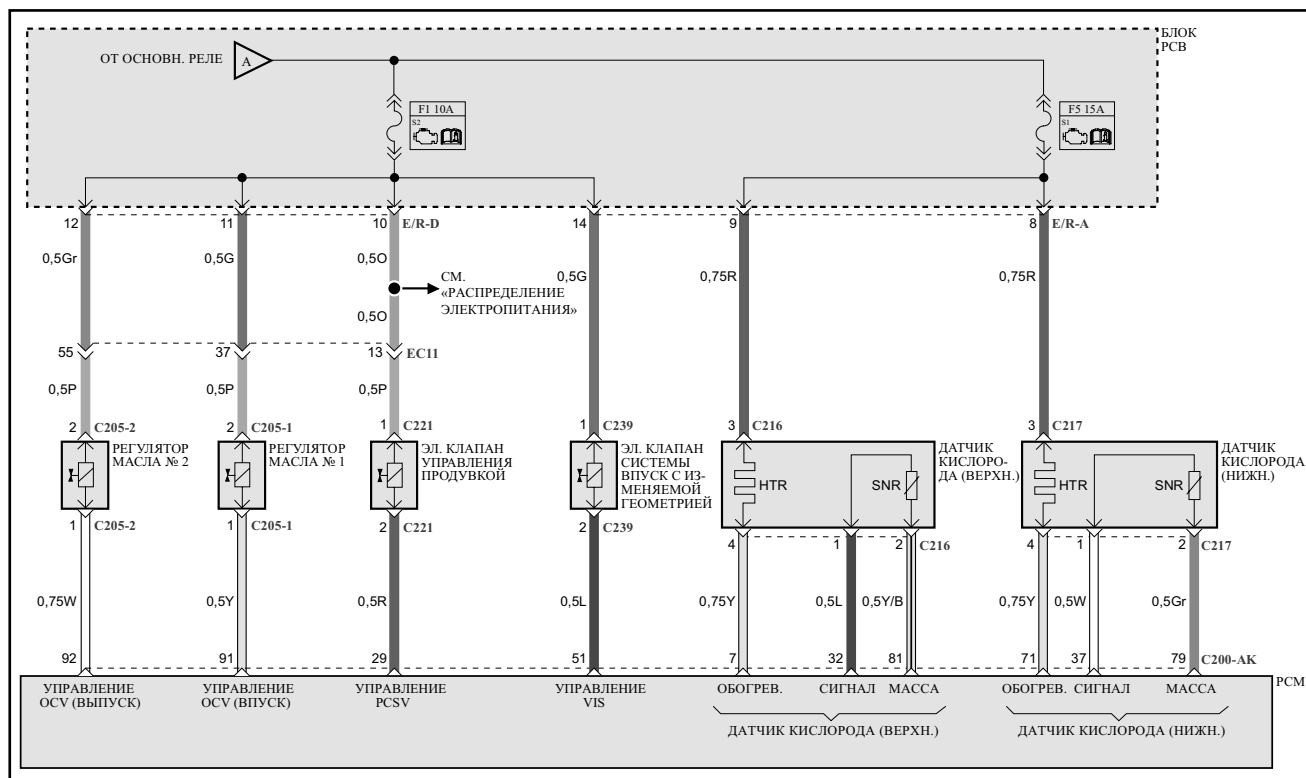 БЛОК
PCB
ОТ ОСНОВН. РЕЛЕ
A
F1 10A
S2
F5 15A
S1
12
11
10
E/R-D
14
9
8
E/R-A
0,5Gr
0,5G
0,5O
0,5G
0,75R
0,75R
СМ.
«РАСПРЕДЕЛЕНИЕ
ЭЛЕКТРОПИТАНИЯ»
0,5O
55
37
13
EC11
0,5P
0,5P
0,5P
2
C205-2
2
C205-1
1
C221
1
C239
3
C216
3
C217
РЕГУЛЯТОР
МАСЛА № 2
РЕГУЛЯТОР
МАСЛА № 1
ЭЛ. КЛАПАН
УПРАВЛЕНИЯ
ПРОДУВКОЙ
ЭЛ. КЛАПАН
СИСТЕМЫ
ВПУСК С ИЗ-
МЕНЯЕМОЙ
ГЕОМЕТРИЕЙ
HTR
SNR
ДАТЧИК
КИСЛОРО-
ДА (ВЕРХН.)
HTR
SNR
ДАТЧИК
КИСЛОРОДА
(НИЖН.)
1
C205-2
1
C205-1
2
C221
2
C239
4
1
2
C216
4
1
2
C217
0,75W
0,5Y
0,5R
0,5L
0,75Y
0,5L
0,5Y/B
0,75Y
0,5W
0,5Gr
92
91
29
51
7
32
81
71
37
79
C200-AK
УПРАВЛЕНИЕ
OCV (ВЫПУСК)
УПРАВЛЕНИЕ
OCV (ВПУСК)
УПРАВЛЕНИЕ
PCSV
УПРАВЛЕНИЕ
VIS
ОБОГРЕВ.
СИГНАЛ
МАССА
ОБОГРЕВ.
СИГНАЛ
МАССА
PCM
ДАТЧИК КИСЛОРОДА (ВЕРХН.)
ДАТЧИК КИСЛОРОДА (НИЖН.)